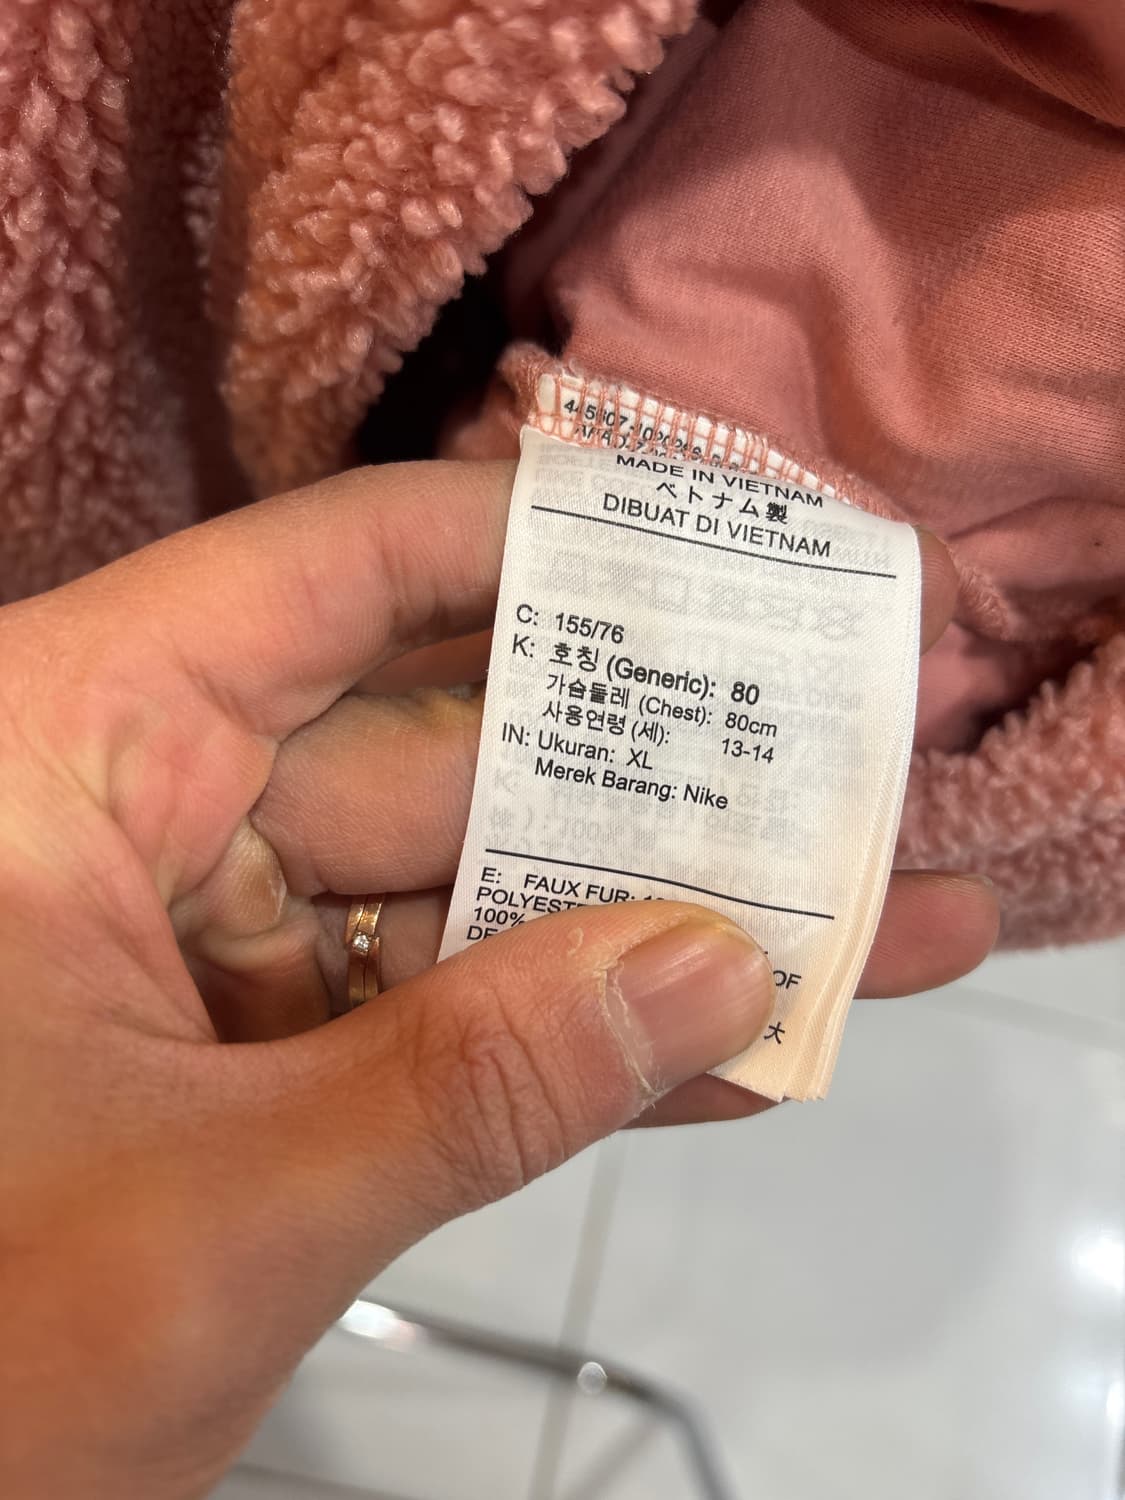 MADE IN VIETNAM
ベトナム製
DIBUAT DI VIETNAM
C: 155/76
K: 호칭 (Generic): 80
가슴둘레 (Chest): 80cm
사용연령 (세): 13-14
IN: Ukuran: XL
Merek Barang: Nike
E: FAUX FUR:
100%
OF
大